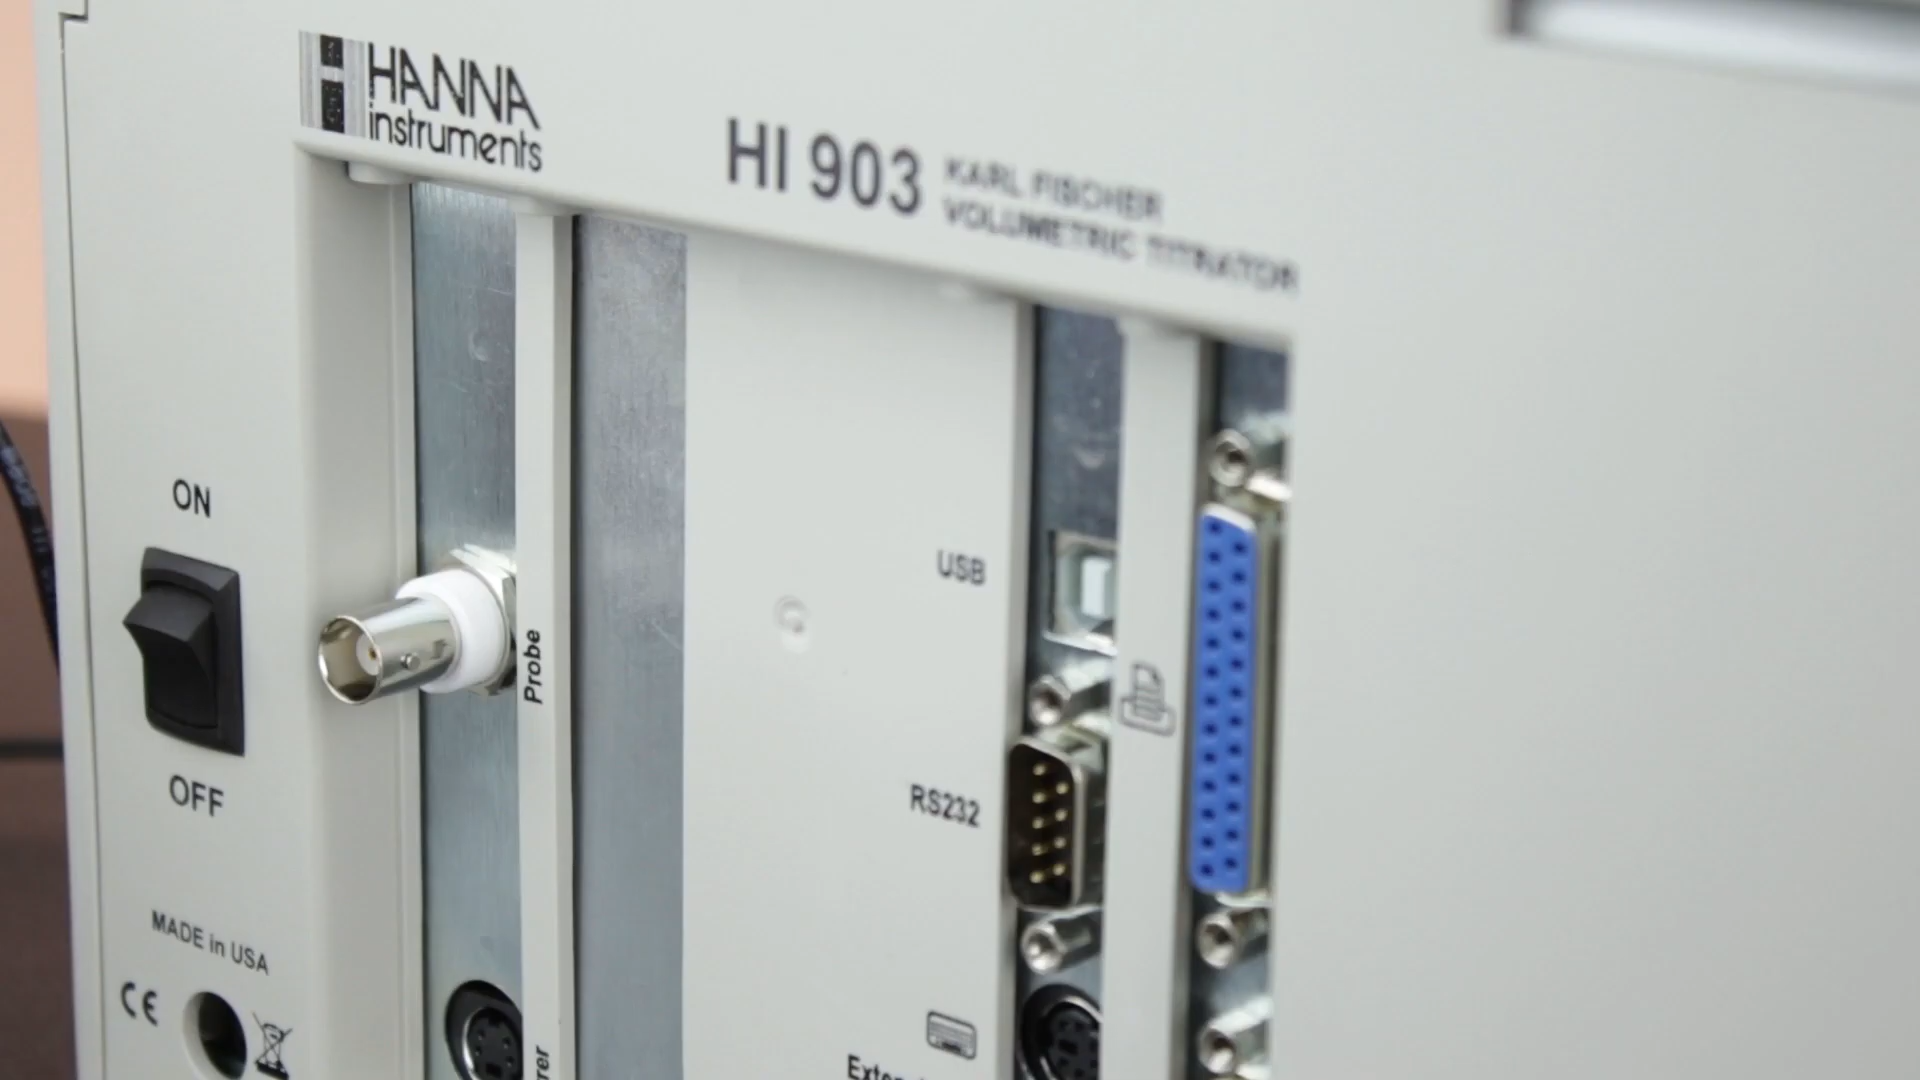 HANNA
instruments
HI 903
KARL FISCHER
VOLUMETRIC TITRATOR
ON
OFF
MADE in USA
CE
Probe
USB
RS232